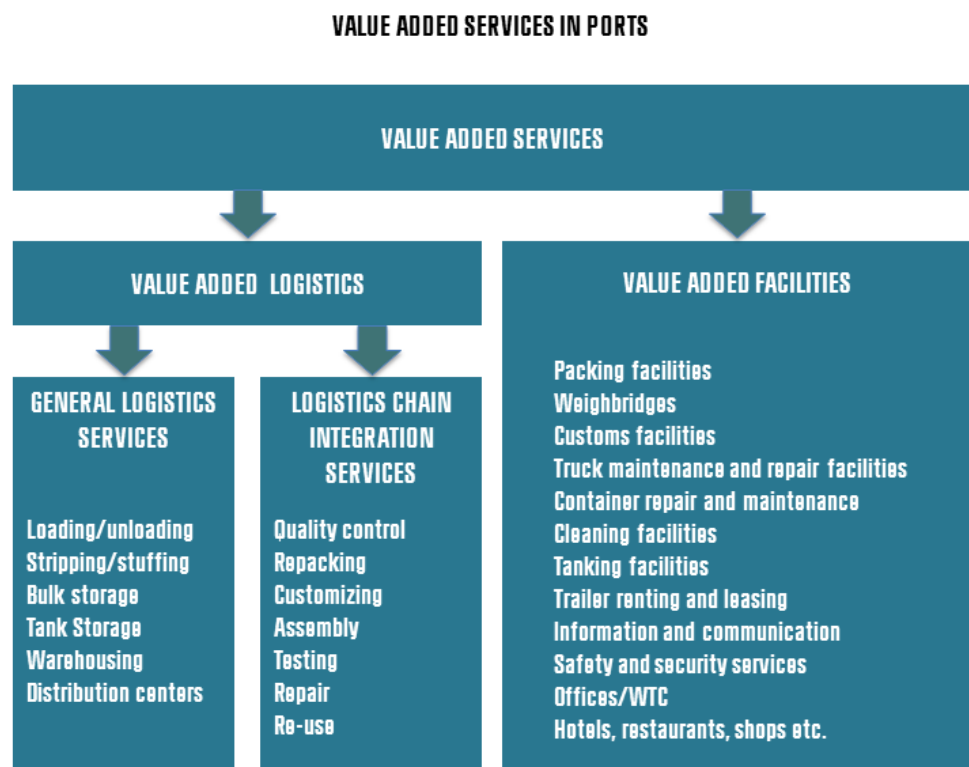 VALUE ADDED SERVICES IN PORTS
VALUE ADDED SERVICES
VALUE ADDED LOGISTICS
GENERAL LOGISTICS
SERVICES
Loading/unloading
Stripping/stuffing
Bulk storage
Tank Storage
Warehousing
Distribution centers
LOGISTICS CHAIN
INTEGRATION
SERVICES
Quality control
Repacking
Customizing
Assembly
Testing
Repair
Re-use
VALUE ADDED FACILITIES
Packing facilities
Weighbridges
Customs facilities
Truck maintenance and repair facilities
Container repair and maintenance
Cleaning facilities
Tanking facilities
Trailer renting and leasing
Information and communication
Safety and security services
Offices/WTC
Hotels, restaurants, shops etc.